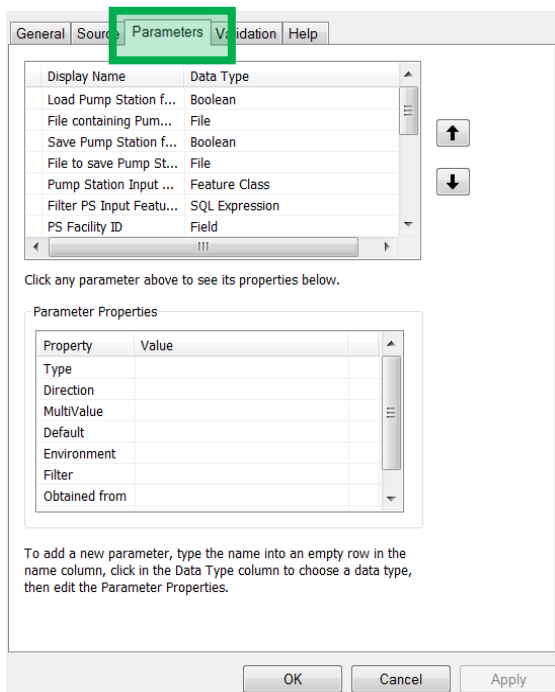 General Source Parameters Validation Help
Display Name Data Type
Load Pump Station f... Boolean
File containing Pum... File
Save Pump Station f... Boolean
File to save Pump St... File
Pump Station Input ... Feature Class
Filter PS Input Featu... SQL Expression
PS Facility ID Field
Click any parameter above to see its properties below.
Parameter Properties
Property Value
Type
Direction
MultiValue
Default
Environment
Filter
Obtained from
To add a new parameter, type the name into an empty row in the
name column, click in the Data Type column to choose a data type,
then edit the Parameter Properties.
OK Cancel Apply